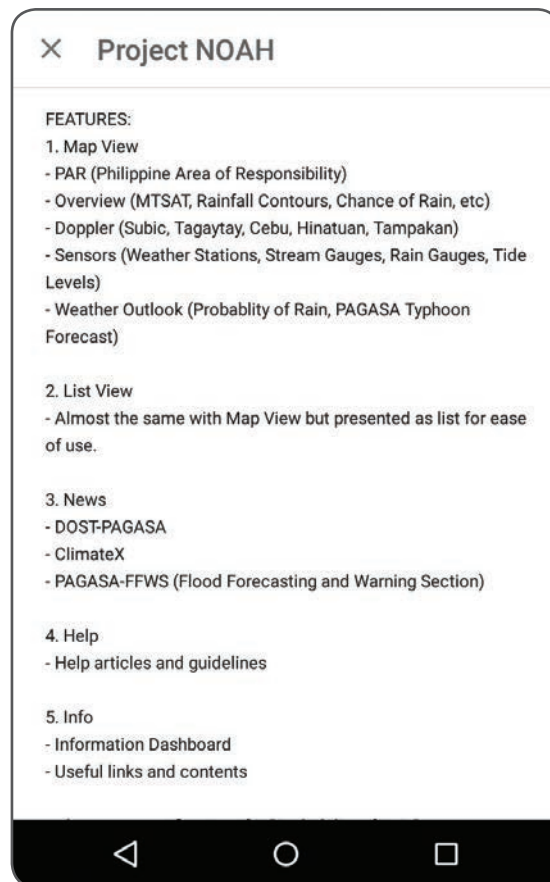 Project NOAH
FEATURES:
1. Map View
- PAR (Philippine Area of Responsibility)
- Overview (MTSAT, Rainfall Contours, Chance of Rain, etc)
- Doppler (Subic, Tagaytay, Cebu, Hinatuan, Tampakan)
- Sensors (Weather Stations, Stream Gauges, Rain Gauges, Tide
Levels)
- Weather Outlook (Probablity of Rain, PAGASA Typhoon
Forecast)
2. List View
- Almost the same with Map View but presented as list for ease
of use.
3. News
- DOST-PAGASA
- ClimateX
- PAGASA-FFWS (Flood Forecasting and Warning Section)
4. Help
- Help articles and guidelines
5. Info
- Information Dashboard
- Useful links and contents